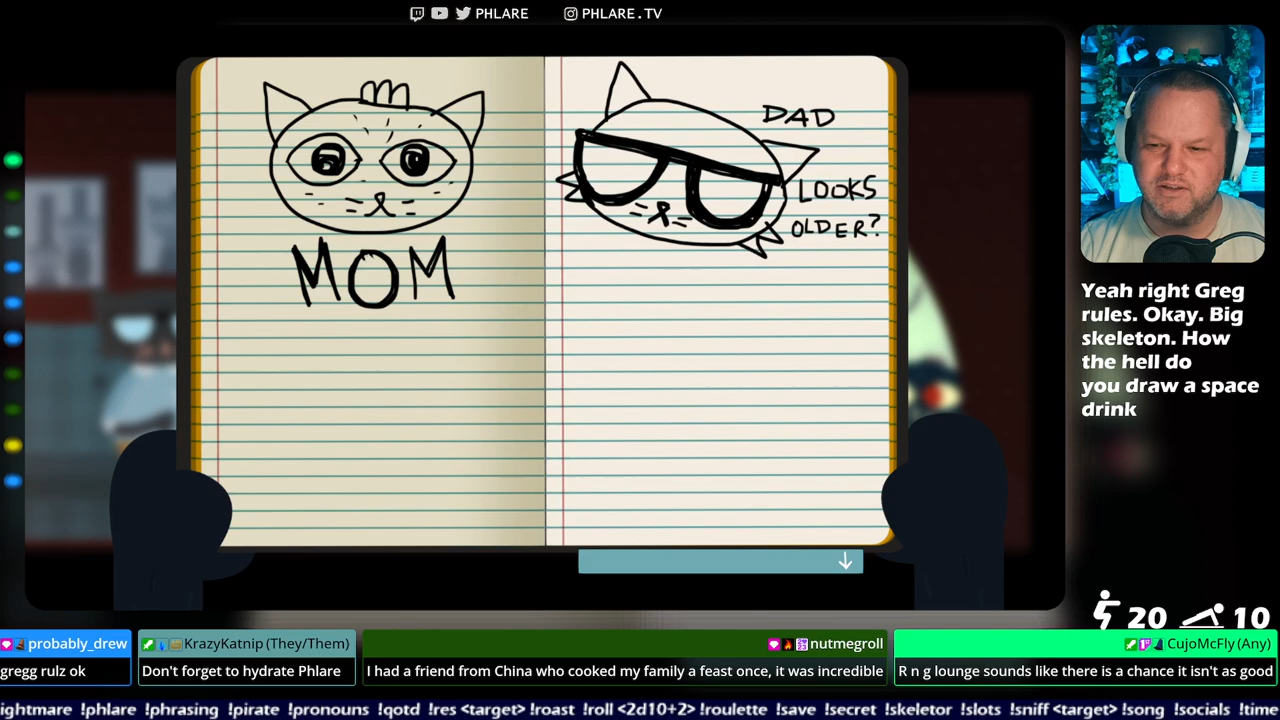 PHLARE
PHLARE.TV
MOM
DAD
LOOKS
OLDER?
Yeah right Greg
rules. Okay. Big
skeleton. How
the hell do
you draw a space
drink
20
10
probably_drew
gregg rulz ok
KrazyKatnip (They/Them)
Don't forget to hydrate Phlare
nutmegroll
I had a friend from China who cooked my family a feast once, it was incredible
CujoMcFly (Any)
R n g lounge sounds like there is a chance it isn't as good
ightmare !phlare !phrasing !pirate !pronouns !qotd !res <target> !roast !roll <2d10+2> !roulette !save !secret !skeletor !slots !sniff <target> !song !socials !time